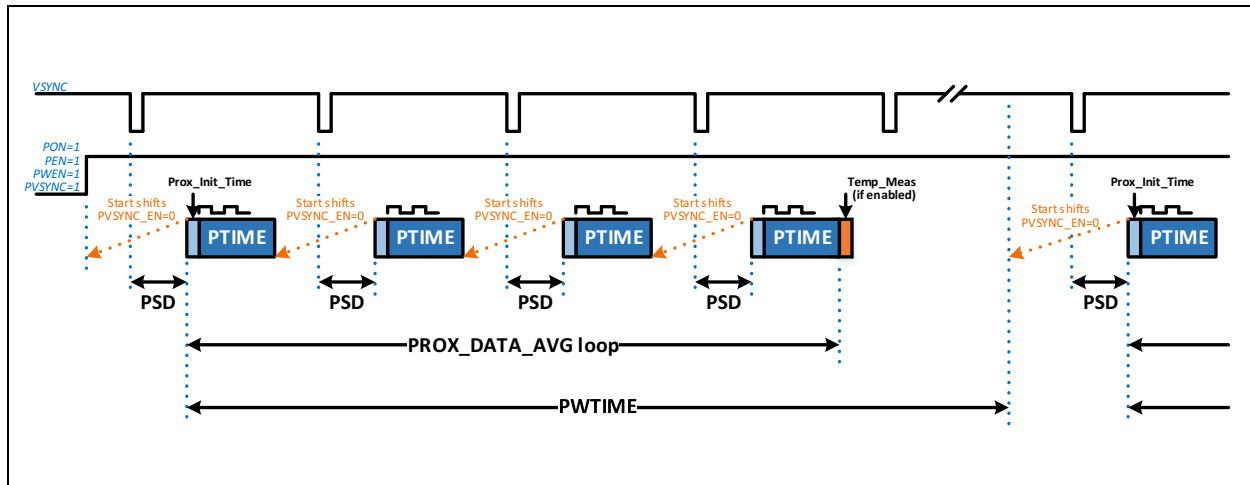 VSYNC
PON=1
PEN=1
PWEN=1
PVSYNC=1
Prox_Init_Time
Temp_Meas
(if enabled)
Prox_Init_Time
Start shifts
PVSYNC_EN=0
Start shifts
PVSYNC_EN=0
Start shifts
PVSYNC_EN=0
Start shifts
PVSYNC_EN=0
Start shifts
PVSYNC_EN=0
PTIME
PTIME
PTIME
PTIME
PTIME
PSD
PSD
PSD
PSD
PSD
PROX_DATA_AVG loop
PWTIME